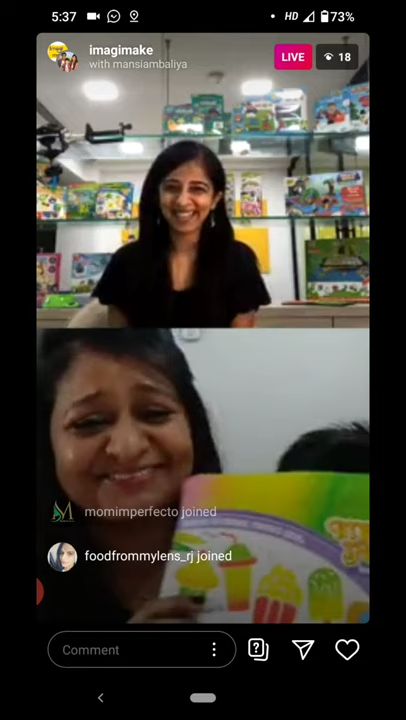 5:37
HD
73%
imagimake
with mansiambaliya
LIVE
18
momimperfecto joined
foodfrommylens_rj joined
Comment